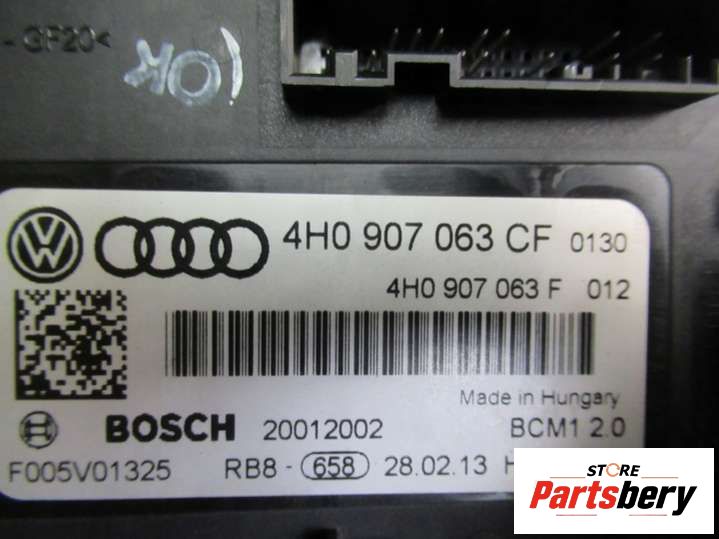 -GF20<
(OK)
4H0 907 063 CF 0130
4H0 907 063 F 012
Made in Hungary
BOSCH 20012002 BCM1 2.0
F005V01325 RB8 - 658 28.02.13 H
STORE
Partsbery